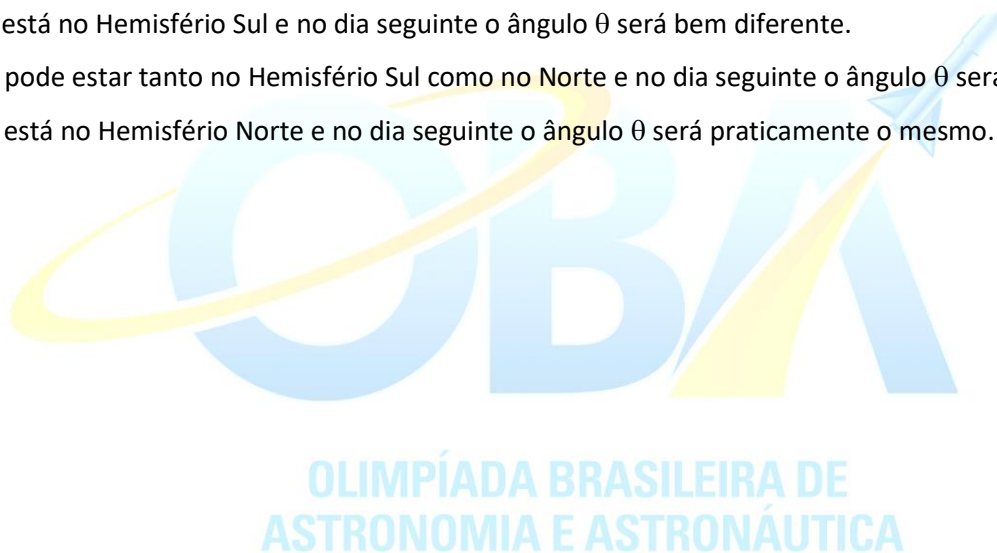 está no Hemisfério Sul e no dia seguinte o ângulo θ será bem diferente.
pode estar tanto no Hemisfério Sul como no Norte e no dia seguinte o ângulo θ será
está no Hemisfério Norte e no dia seguinte o ângulo θ será praticamente o mesmo.
OBA
OLIMPÍADA BRASILEIRA DE
ASTRONOMIA E ASTRONÁUTICA